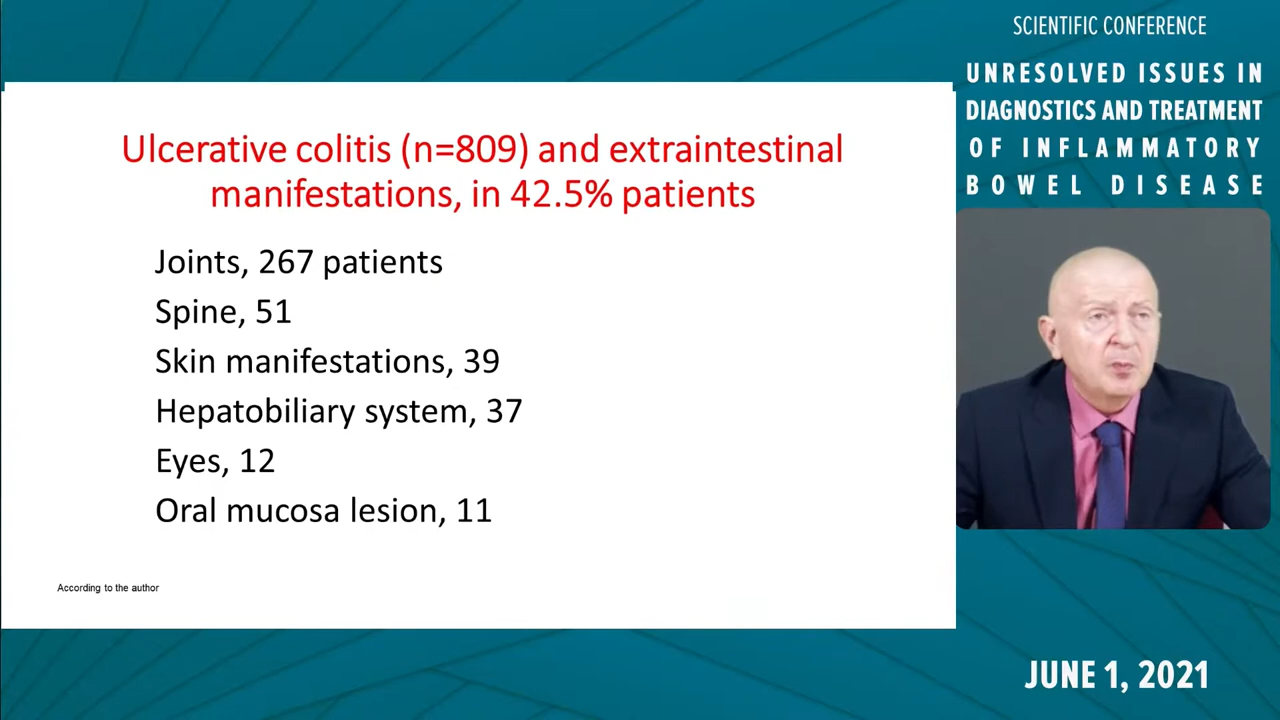 SCIENTIFIC CONFERENCE
UNRESOLVED ISSUES IN
DIAGNOSTICS AND TREATMENT
OF INFLAMMATORY
BOWEL DISEASE
Ulcerative colitis (n=809) and extraintestinal
manifestations, in 42.5% patients
Joints, 267 patients
Spine, 51
Skin manifestations, 39
Hepatobiliary system, 37
Eyes, 12
Oral mucosa lesion, 11
According to the author
JUNE 1, 2021